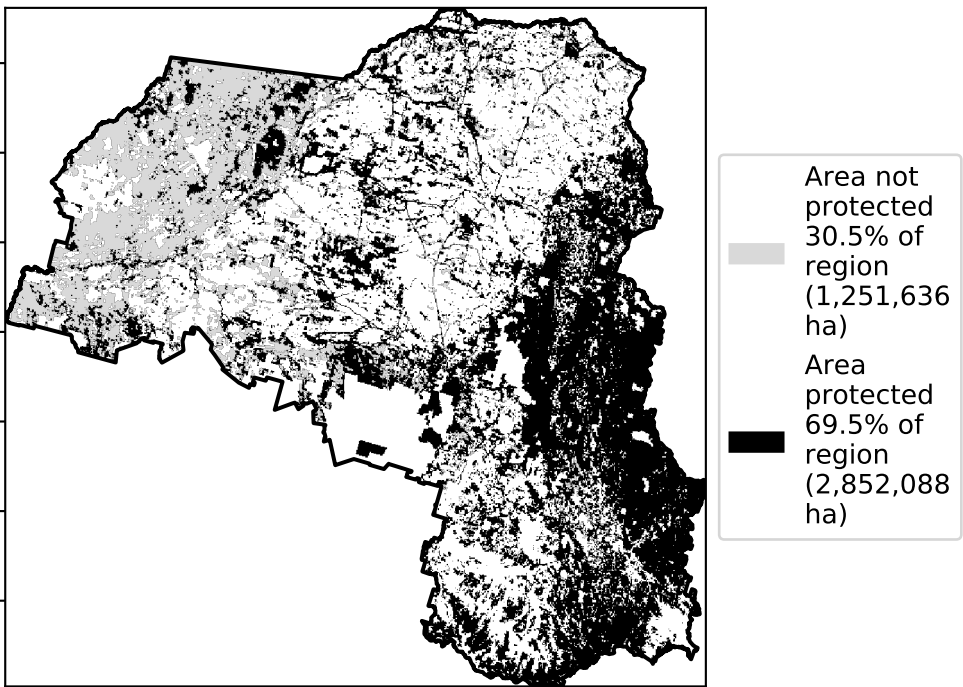 Area not
protected
30.5% of
region
(1,251,636
ha)
Area
protected
69.5% of
region
(2,852,088
ha)